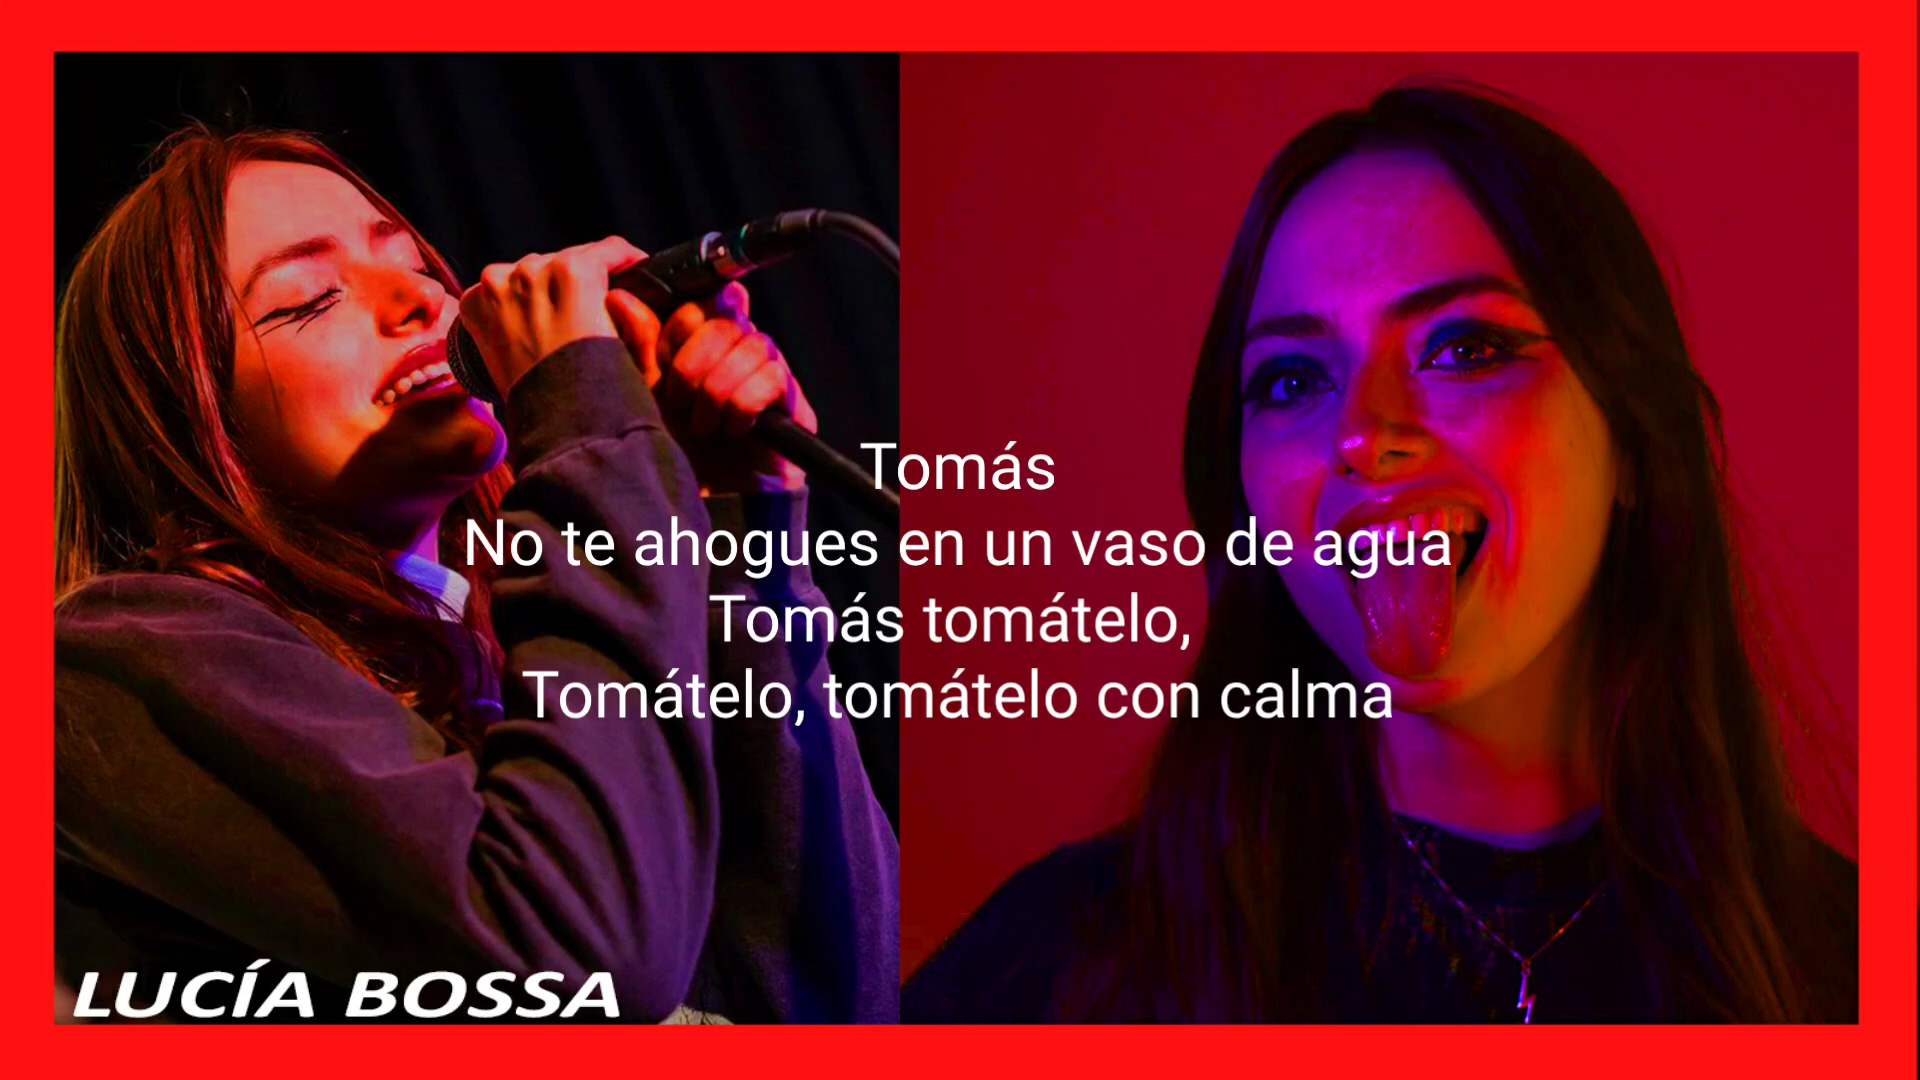 Tomás
No te ahogues en un vaso de agua
Tomás tomátelo,
Tomátelo, tomátelo con calma
LUCÍA BOSSA